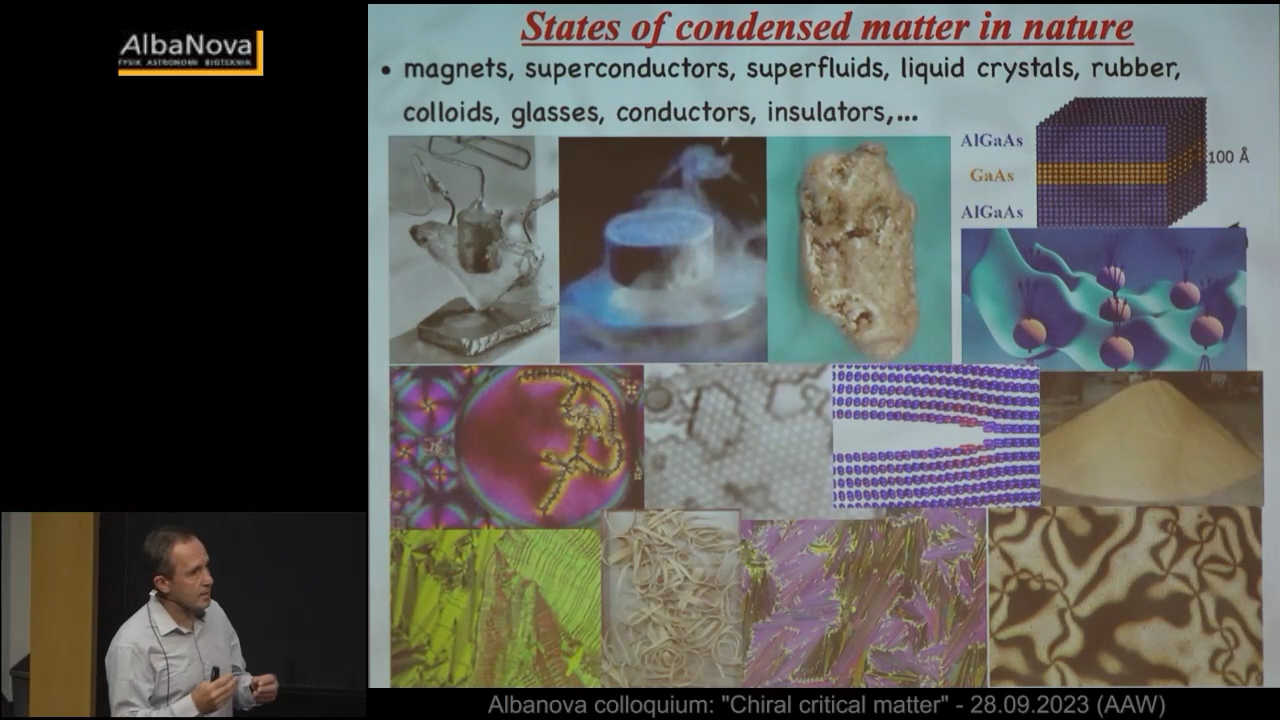 AlbaNova
FYSIK ASTRONOMI BIOTEKNIK
States of condensed matter in nature
• magnets, superconductors, superfluids, liquid crystals, rubber,
colloids, glasses, conductors, insulators,...
AlGaAs
GaAs
AlGaAs
100 Å
Albanova colloquium: "Chiral critical matter" - 28.09.2023 (AAW)